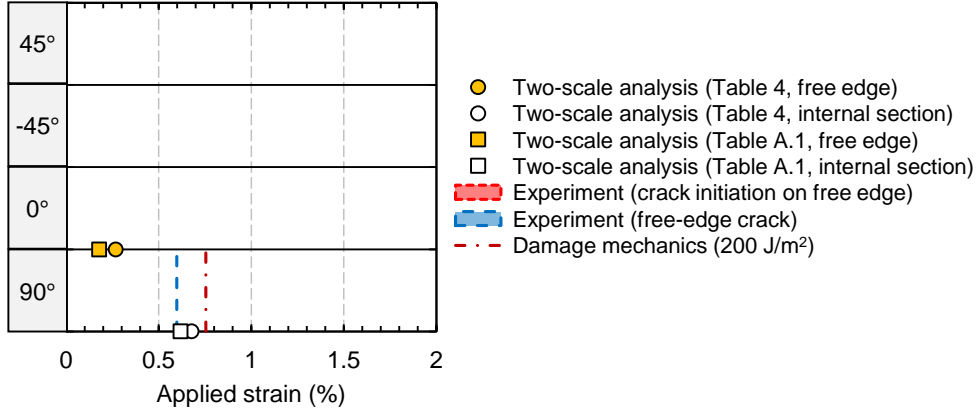 45°
-45°
0°
90°
0 0.5 1 1.5 2
Applied strain (%)
Two-scale analysis (Table 4, free edge)
Two-scale analysis (Table 4, internal section)
Two-scale analysis (Table A.1, free edge)
Two-scale analysis (Table A.1, internal section)
Experiment (crack initiation on free edge)
Experiment (free-edge crack)
Damage mechanics (200 J/m²)